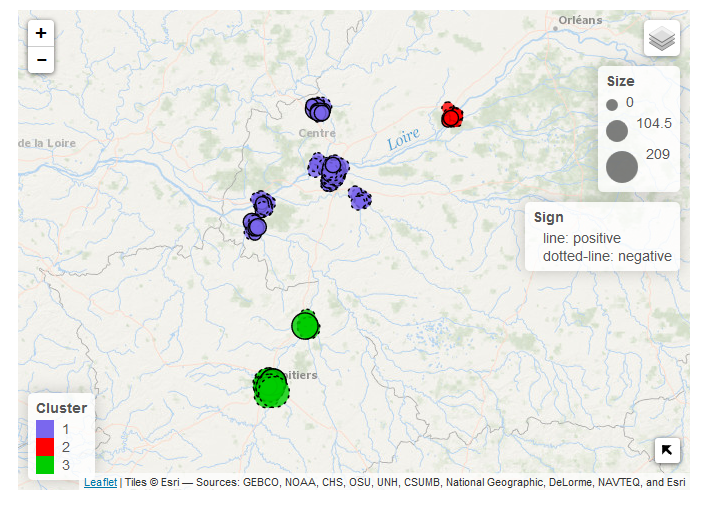 +
−
Orléans
Size
0
104.5
209
Centre
Loire
de la Loire
Sign
line: positive
dotted-line: negative
itiers
Cluster
1
2
3
Leaflet | Tiles © Esri — Sources: GEBCO, NOAA, CHS, OSU, UNH, CSUMB, National Geographic, DeLorme, NAVTEQ, and Esri